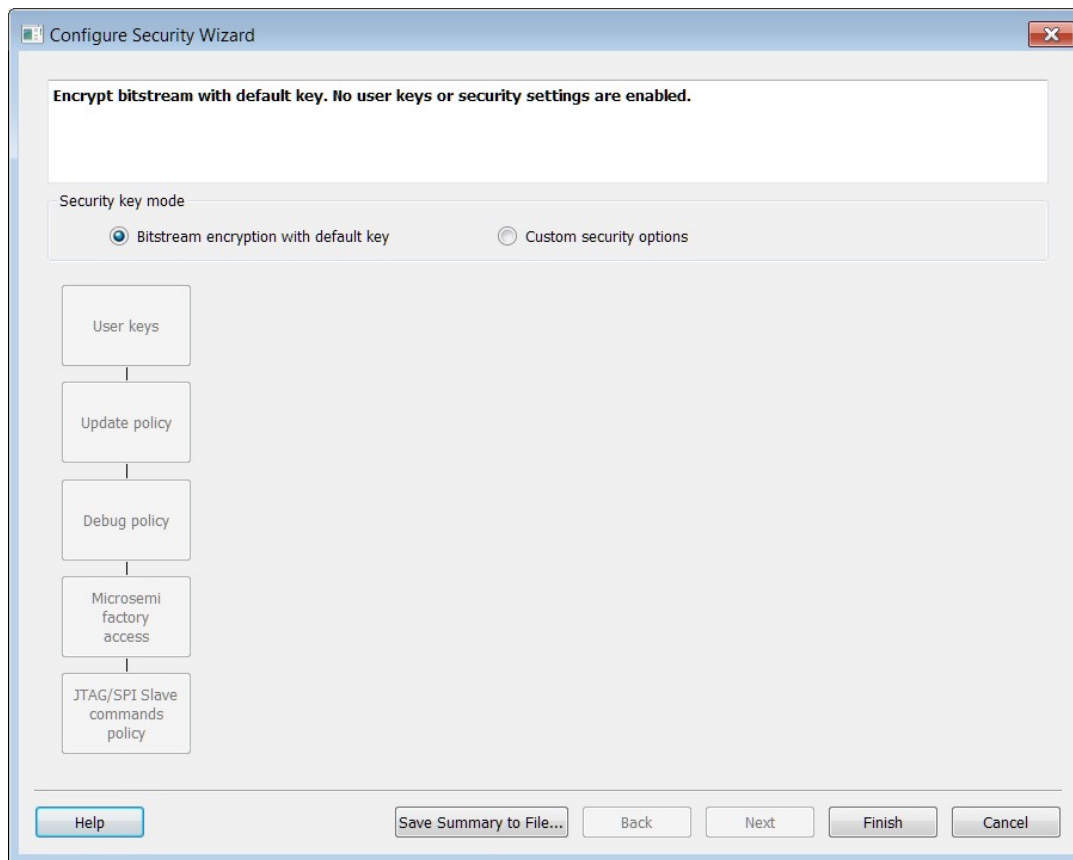 Configure Security Wizard
Encrypt bitstream with default key. No user keys or security settings are enabled.
Security key mode
Bitstream encryption with default key
Custom security options
User keys
Update policy
Debug policy
Microsemi
factory
access
JTAG/SPI Slave
commands
policy
Help
Save Summary to File...
Back
Next
Finish
Cancel